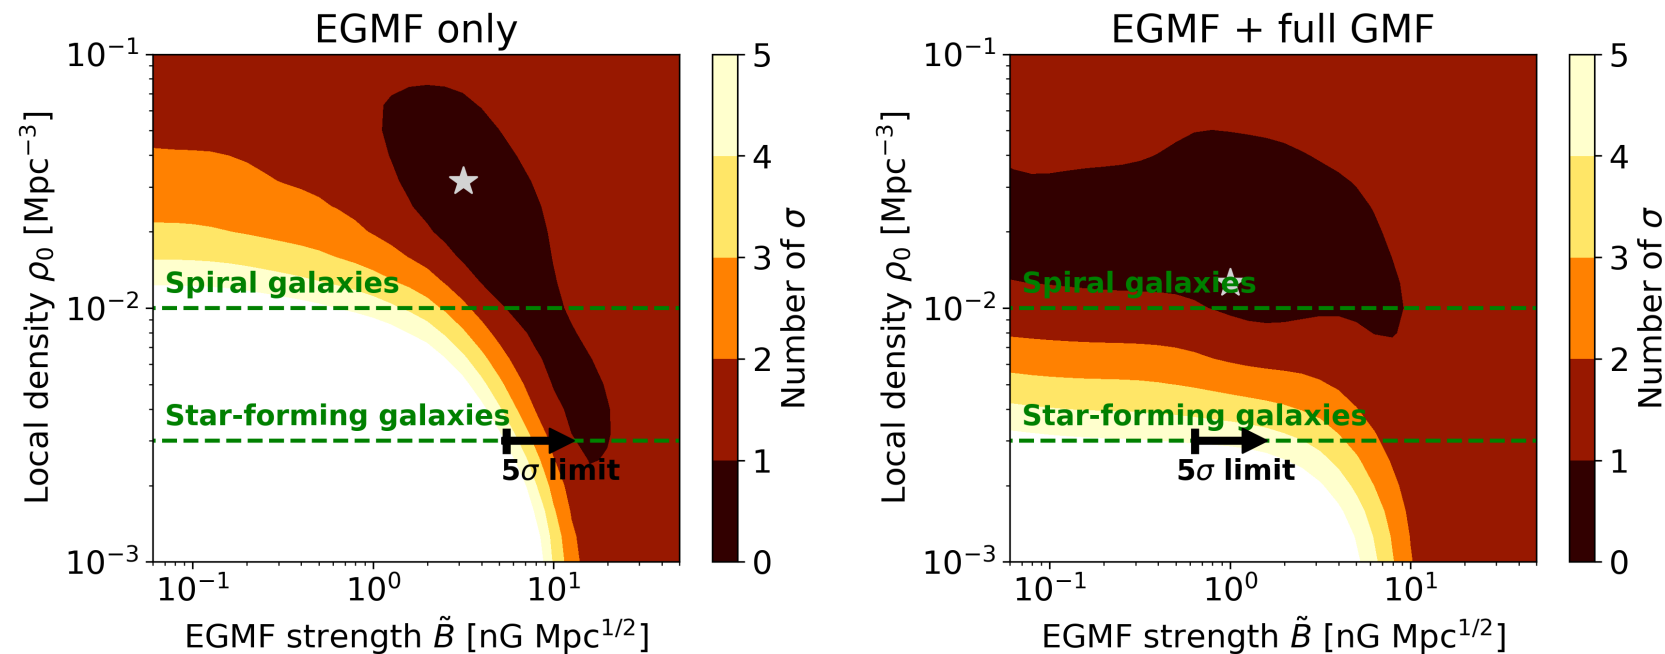 EGMF only
10⁻¹
10⁻²
10⁻³
Local density ρ₀ [Mpc⁻³]
Spiral galaxies
Star-forming galaxies
5σ limit
10⁻¹ 10⁰ 10¹
EGMF strength B̃ [nG Mpc^{1/2}]
5
4
3
2
1
0
Number of σ
EGMF + full GMF
10⁻¹
10⁻²
10⁻³
Local density ρ₀ [Mpc⁻³]
Spiral galaxies
Star-forming galaxies
5σ limit
10⁻¹ 10⁰ 10¹
EGMF strength B̃ [nG Mpc^{1/2}]
5
4
3
2
1
0
Number of σ